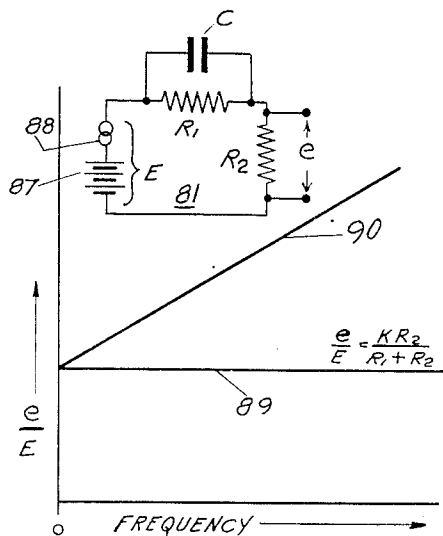 C
R₁
88
87
E
81
R₂
e
90
e/E = KR₂/R₁+R₂
89
e/E
0
FREQUENCY